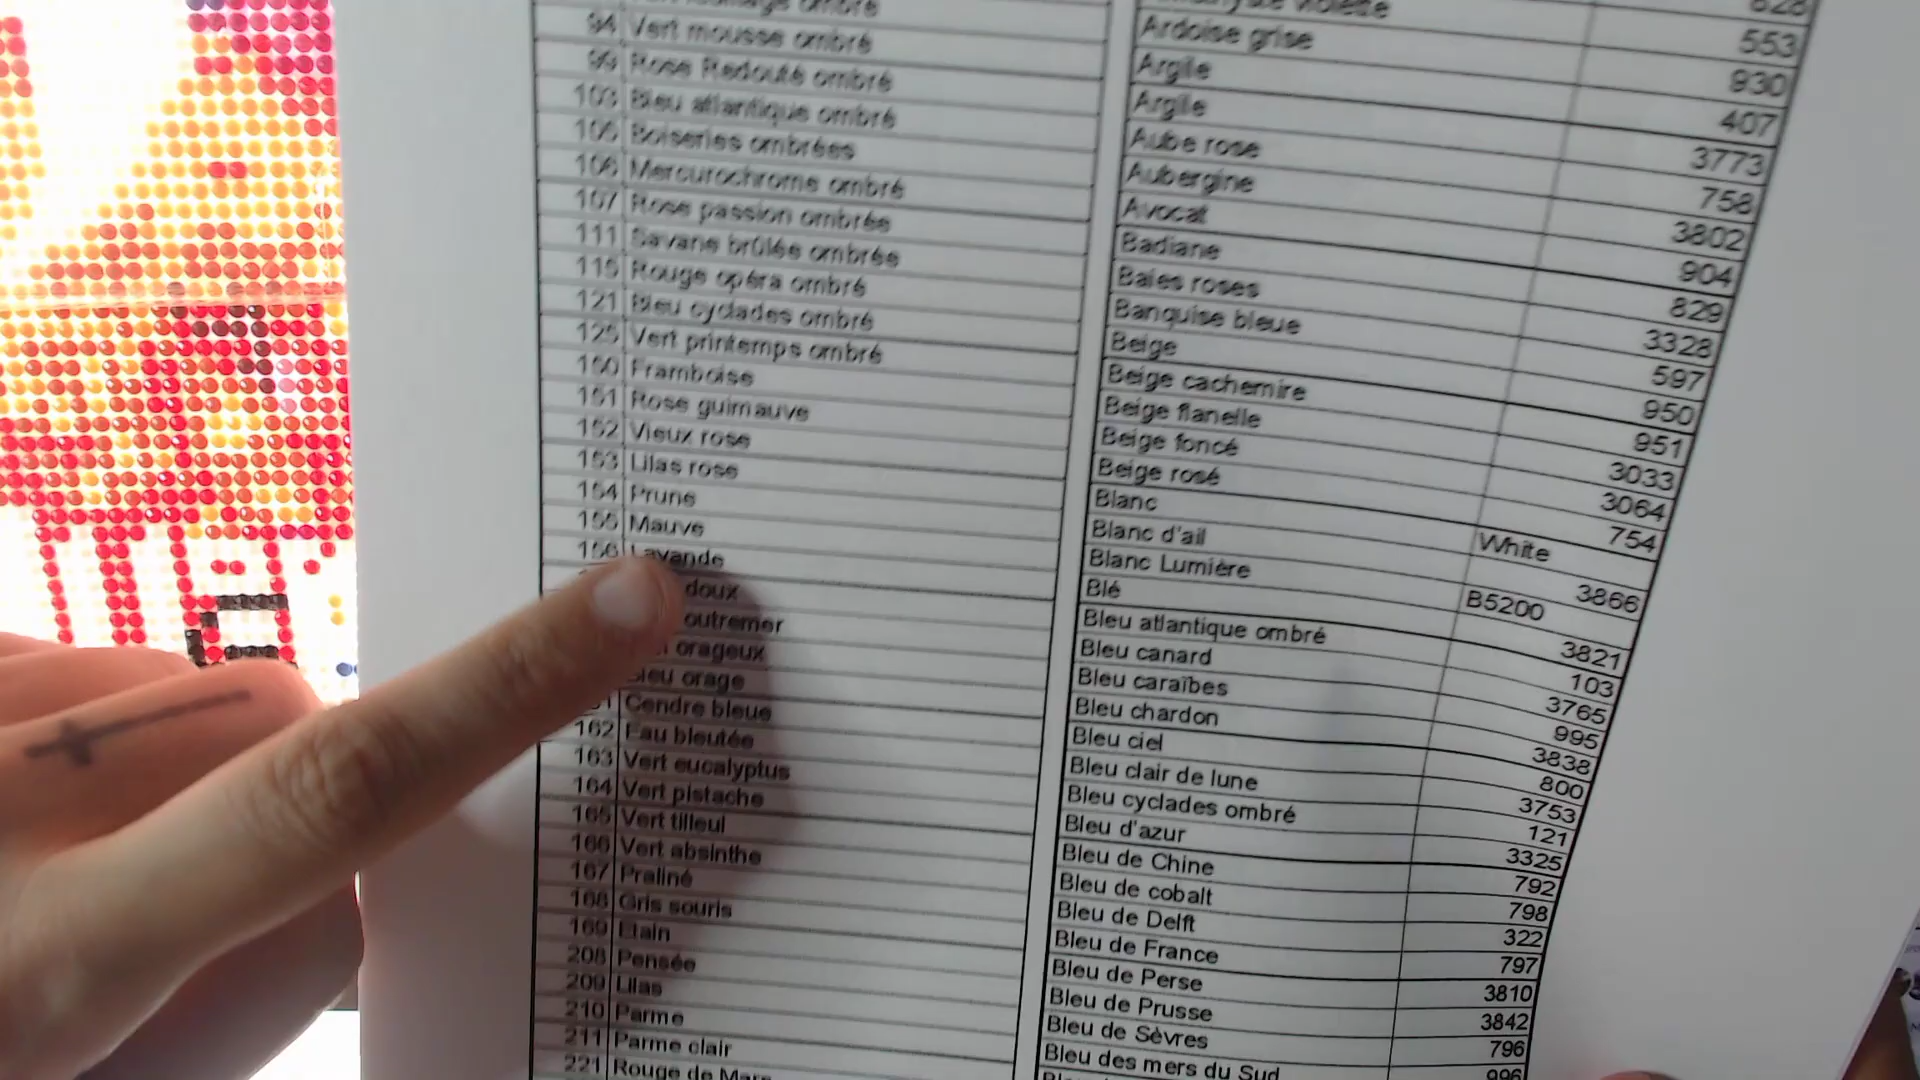 94 Vert mousse ombré
99 Rose Redouté ombré
103 Bleu atlantique ombré
105 Boiseries ombrées
106 Mercurochrome ombré
107 Rose passion ombrée
111 Savane brûlée ombrée
115 Rouge opéra ombré
121 Bleu cyclades ombré
125 Vert printemps ombré
150 Framboise
151 Rose guimauve
152 Vieux rose
153 Lilas rose
154 Prune
155 Mauve
156 Lavande
doux
outremer
orageux
Bleu orage
Cendre bleue
162 Eau bleutée
163 Vert eucalyptus
164 Vert pistache
165 Vert tilleul
166 Vert absinthe
167 Praliné
168 Gris souris
169 Etain
208 Pensée
209 Lilas
210 Parme
211 Parme clair
221 Rouge de Mars
828
violette 553
Ardoise grise 930
Argile 407
Argile 3773
Aube rose 758
Aubergine 3802
Avocat 904
Badiane 829
Baies roses 3328
Banquise bleue 597
Beige 950
Beige cachemire 951
Beige flanelle 3033
Beige foncé 3064
Beige rosé 754
Blanc White
Blanc d'ail 3866
Blanc Lumière B5200
Blé 3821
Bleu atlantique ombré 103
Bleu canard 3765
Bleu caraïbes 995
Bleu chardon 3838
Bleu ciel 800
Bleu clair de lune 3753
Bleu cyclades ombré 121
Bleu d'azur 3325
Bleu de Chine 792
Bleu de cobalt 798
Bleu de Delft 322
Bleu de France 797
Bleu de Perse 3810
Bleu de Prusse 3842
Bleu de Sèvres 796
Bleu des mers du Sud 996